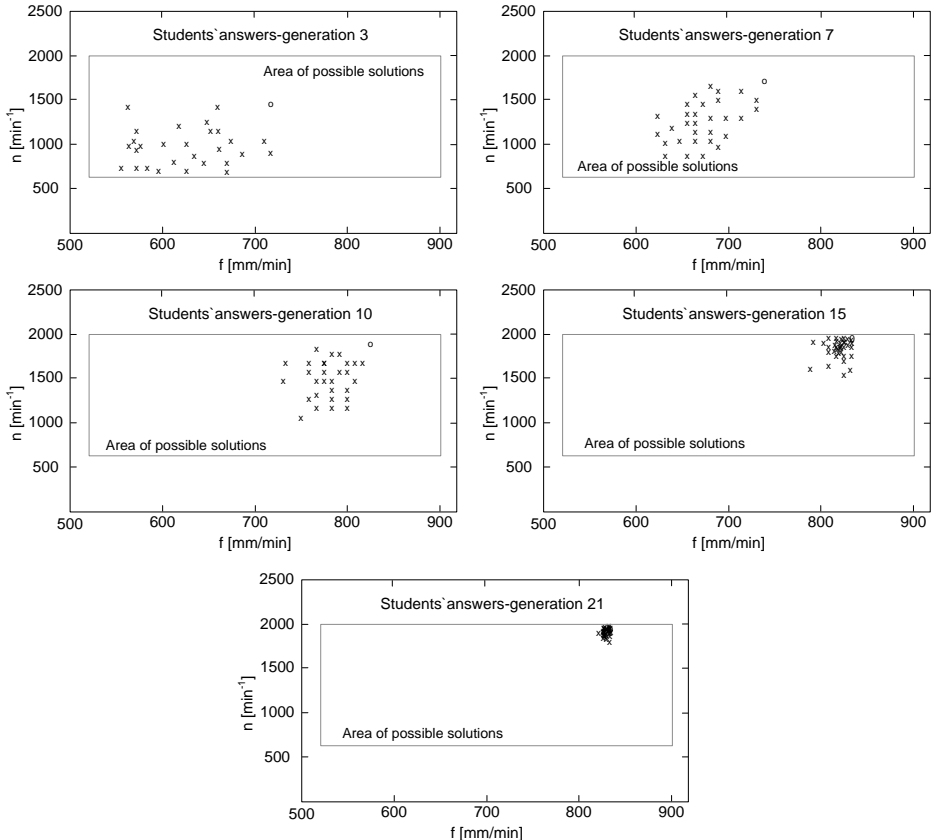 2500
Students`answers-generation 3
2000
Area of possible solutions
1500
1000
500
n [min-1]
500
600
700
800
900
f [mm/min]
2500
Students`answers-generation 7
2000
1500
1000
Area of possible solutions
500
n [min-1]
500
600
700
800
900
f [mm/min]
2500
Students`answers-generation 10
2000
1500
1000
Area of possible solutions
500
n [min-1]
500
600
700
800
900
f [mm/min]
2500
Students`answers-generation 15
2000
1500
1000
Area of possible solutions
500
n [min-1]
500
600
700
800
900
f [mm/min]
2500
Students`answers-generation 21
2000
1500
1000
Area of possible solutions
500
n [min-1]
500
600
700
800
900
f [mm/min]